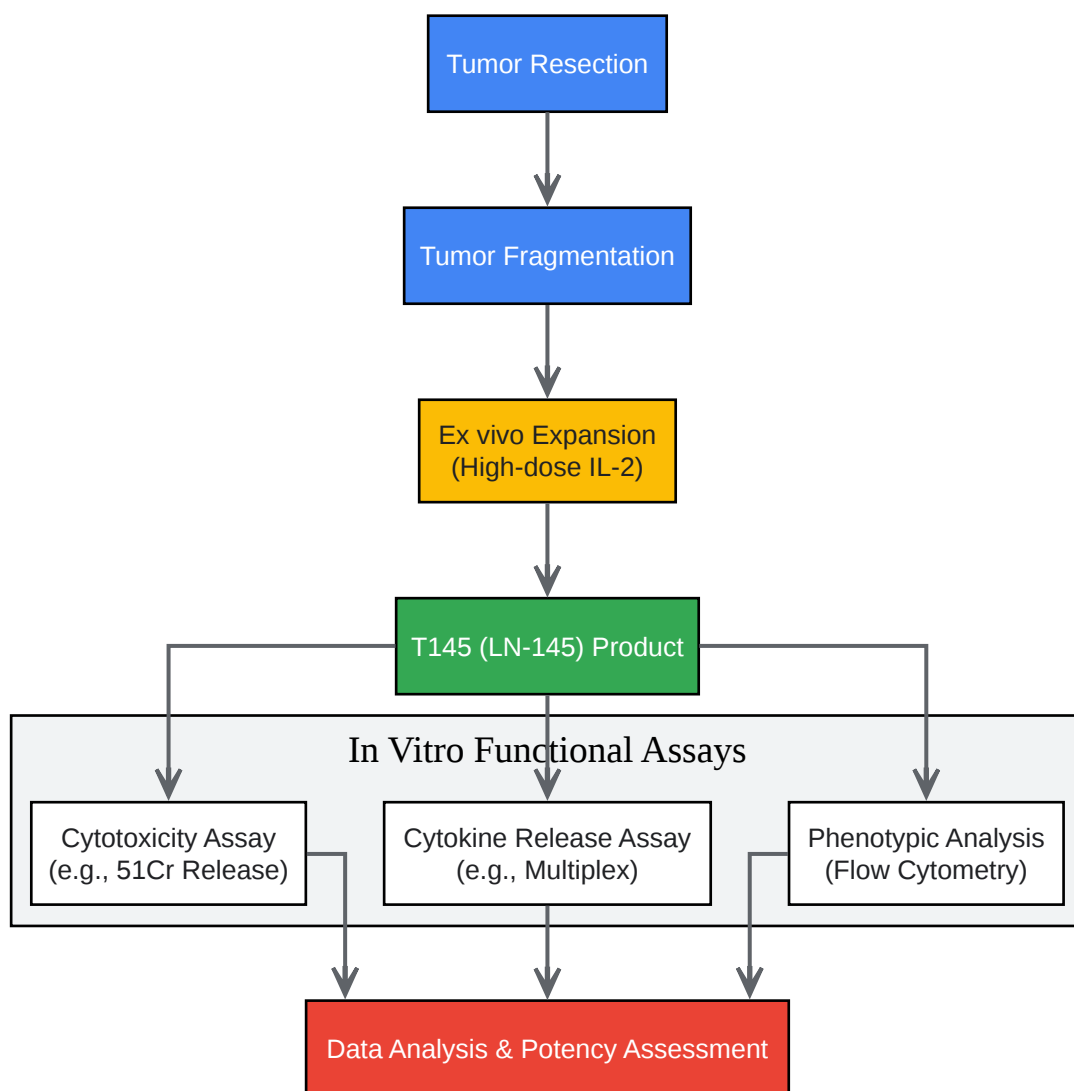 Tumor Resection
Tumor Fragmentation
Ex vivo Expansion
(High-dose IL-2)
T145 (LN-145) Product
In Vitro Functional Assays
Cytotoxicity Assay
(e.g., 51Cr Release)
Cytokine Release Assay
(e.g., Multiplex)
Phenotypic Analysis
(Flow Cytometry)
Data Analysis & Potency Assessment